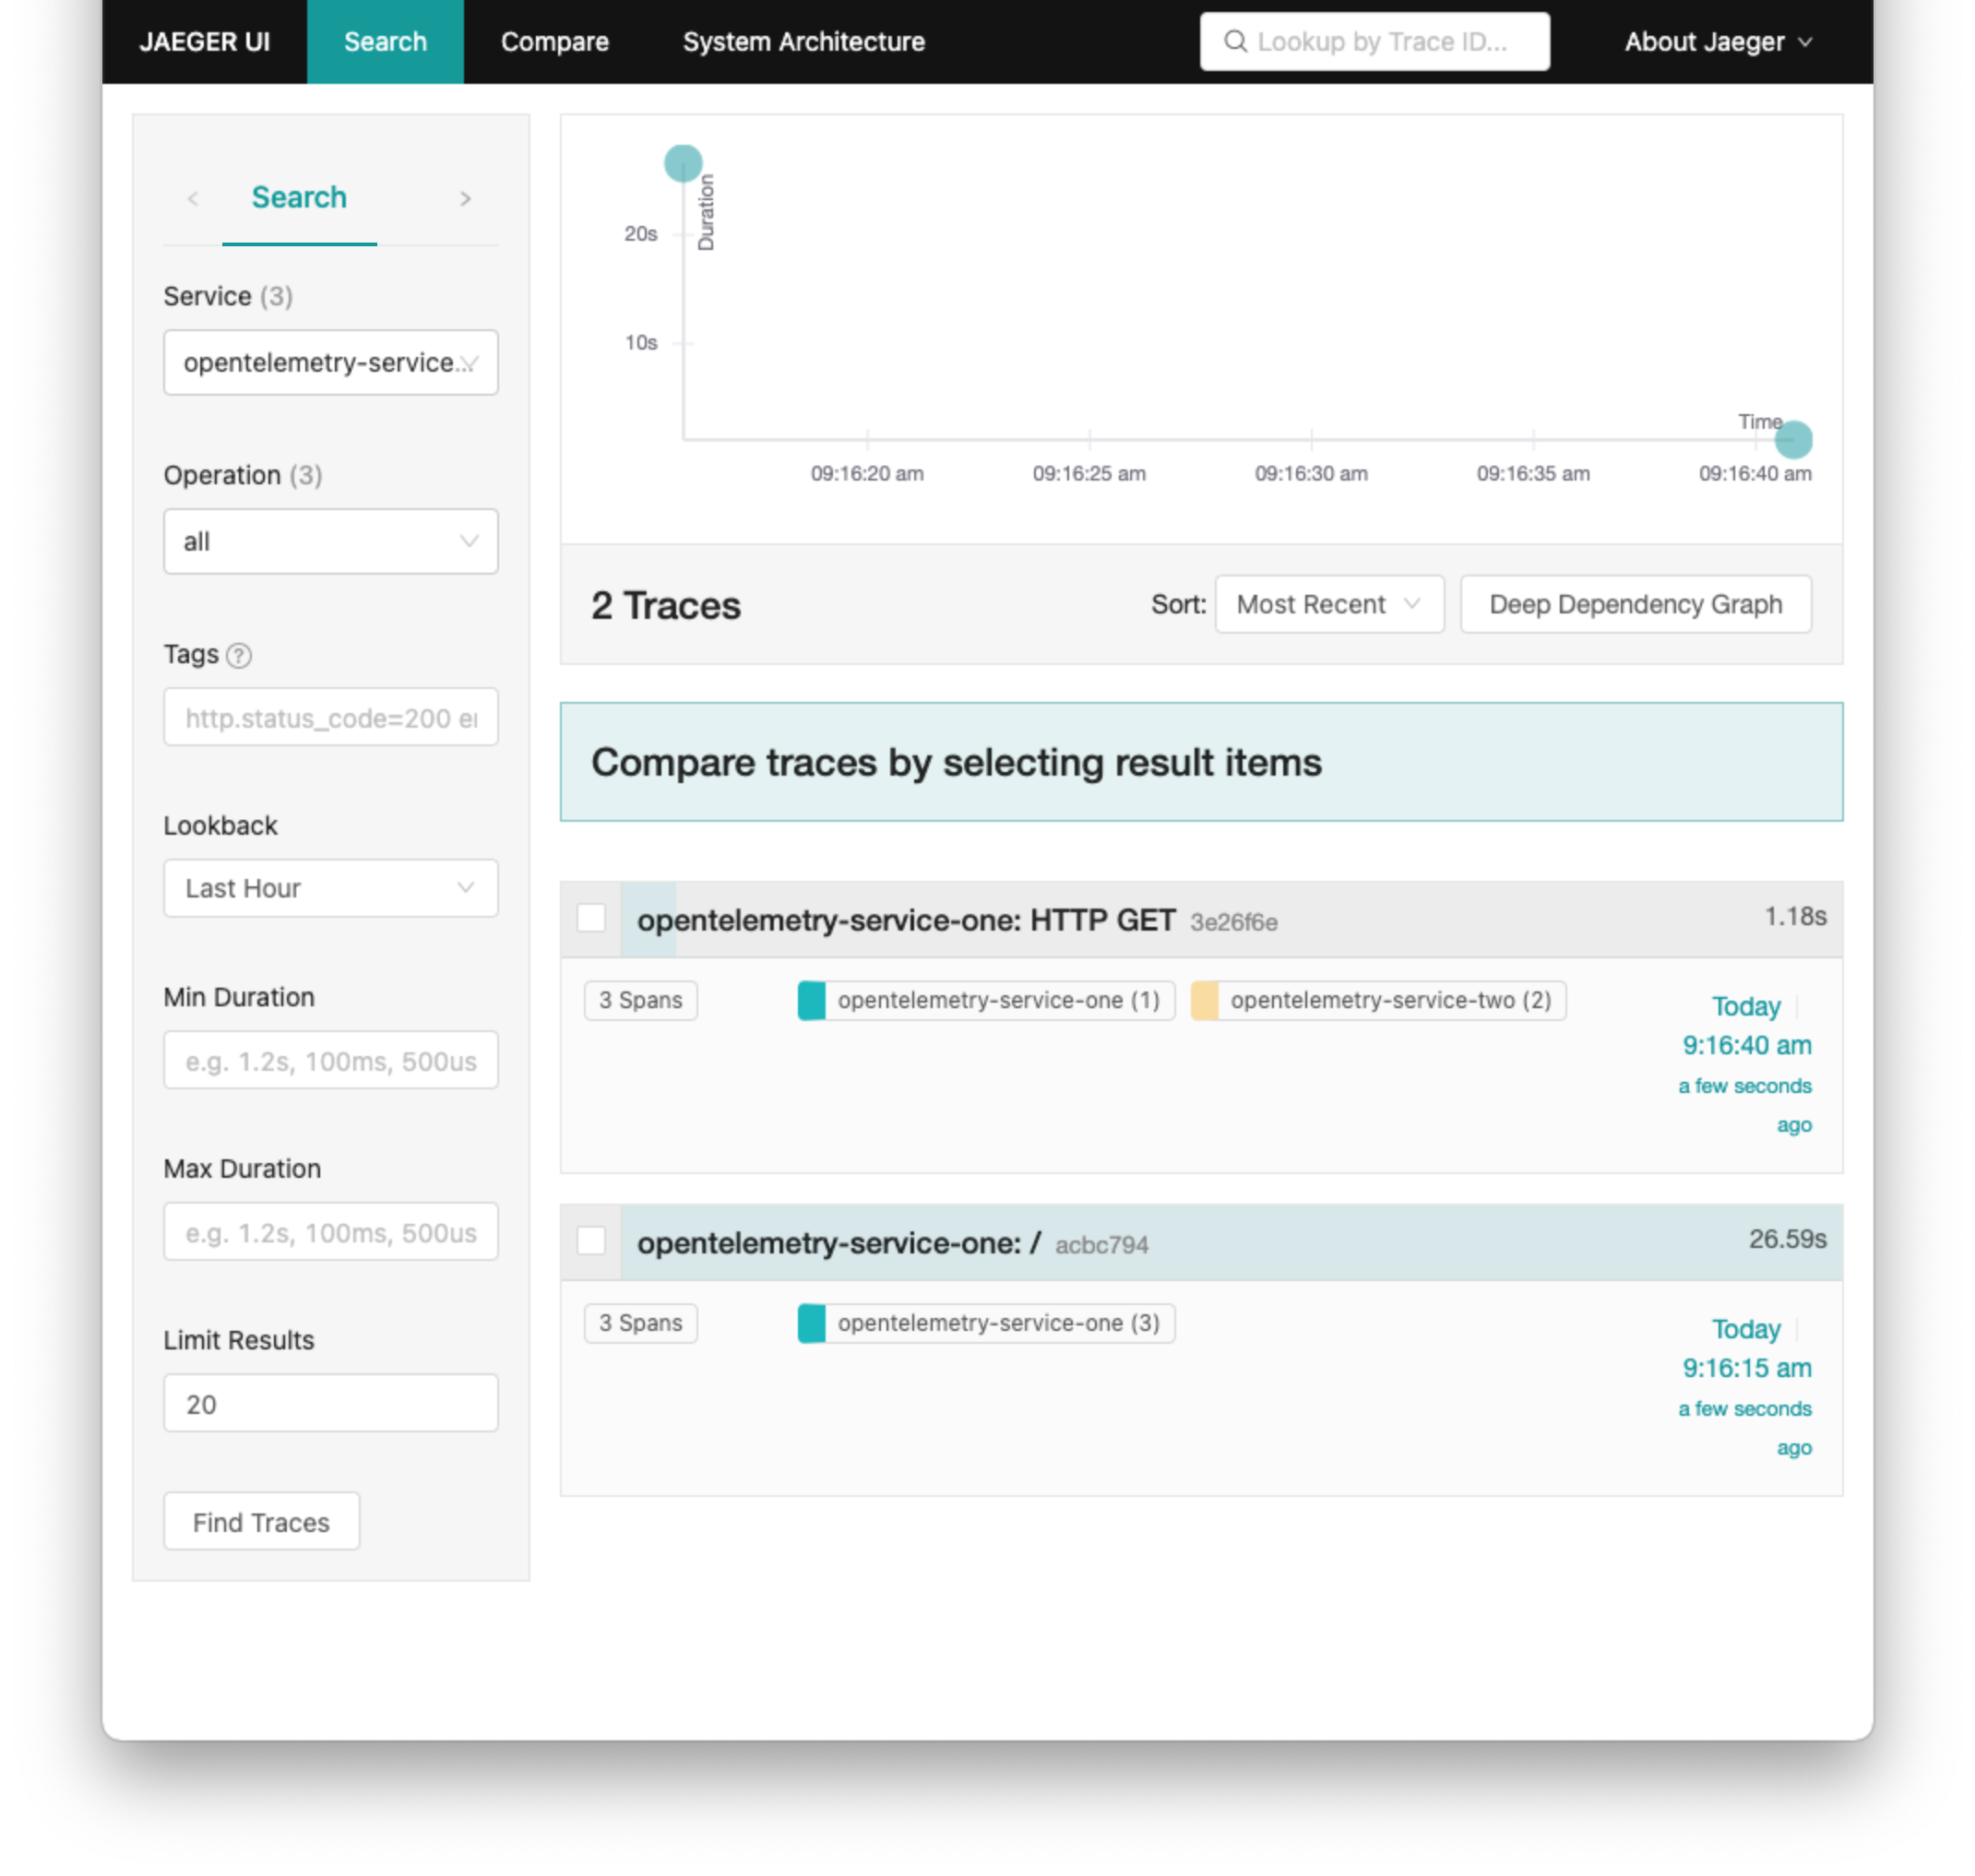 JAEGER UI Search Compare System Architecture Lookup by Trace ID... About Jaeger
Search
Service (3)
opentelemetry-service...
Operation (3)
all
Tags ?
http.status_code=200
Lookback
Last Hour
Min Duration
e.g. 1.2s, 100ms, 500us
Max Duration
e.g. 1.2s, 100ms, 500us
Limit Results
20
Find Traces
Duration
20s
10s
Time
09:16:20 am 09:16:25 am 09:16:30 am 09:16:35 am 09:16:40 am
2 Traces
Sort: Most Recent Deep Dependency Graph
Compare traces by selecting result items
opentelemetry-service-one: HTTP GET 3e26f6e 1.18s
3 Spans opentelemetry-service-one (1) opentelemetry-service-two (2)
Today
9:16:40 am
a few seconds
ago
opentelemetry-service-one: / acbc794 26.59s
3 Spans opentelemetry-service-one (3)
Today
9:16:15 am
a few seconds
ago